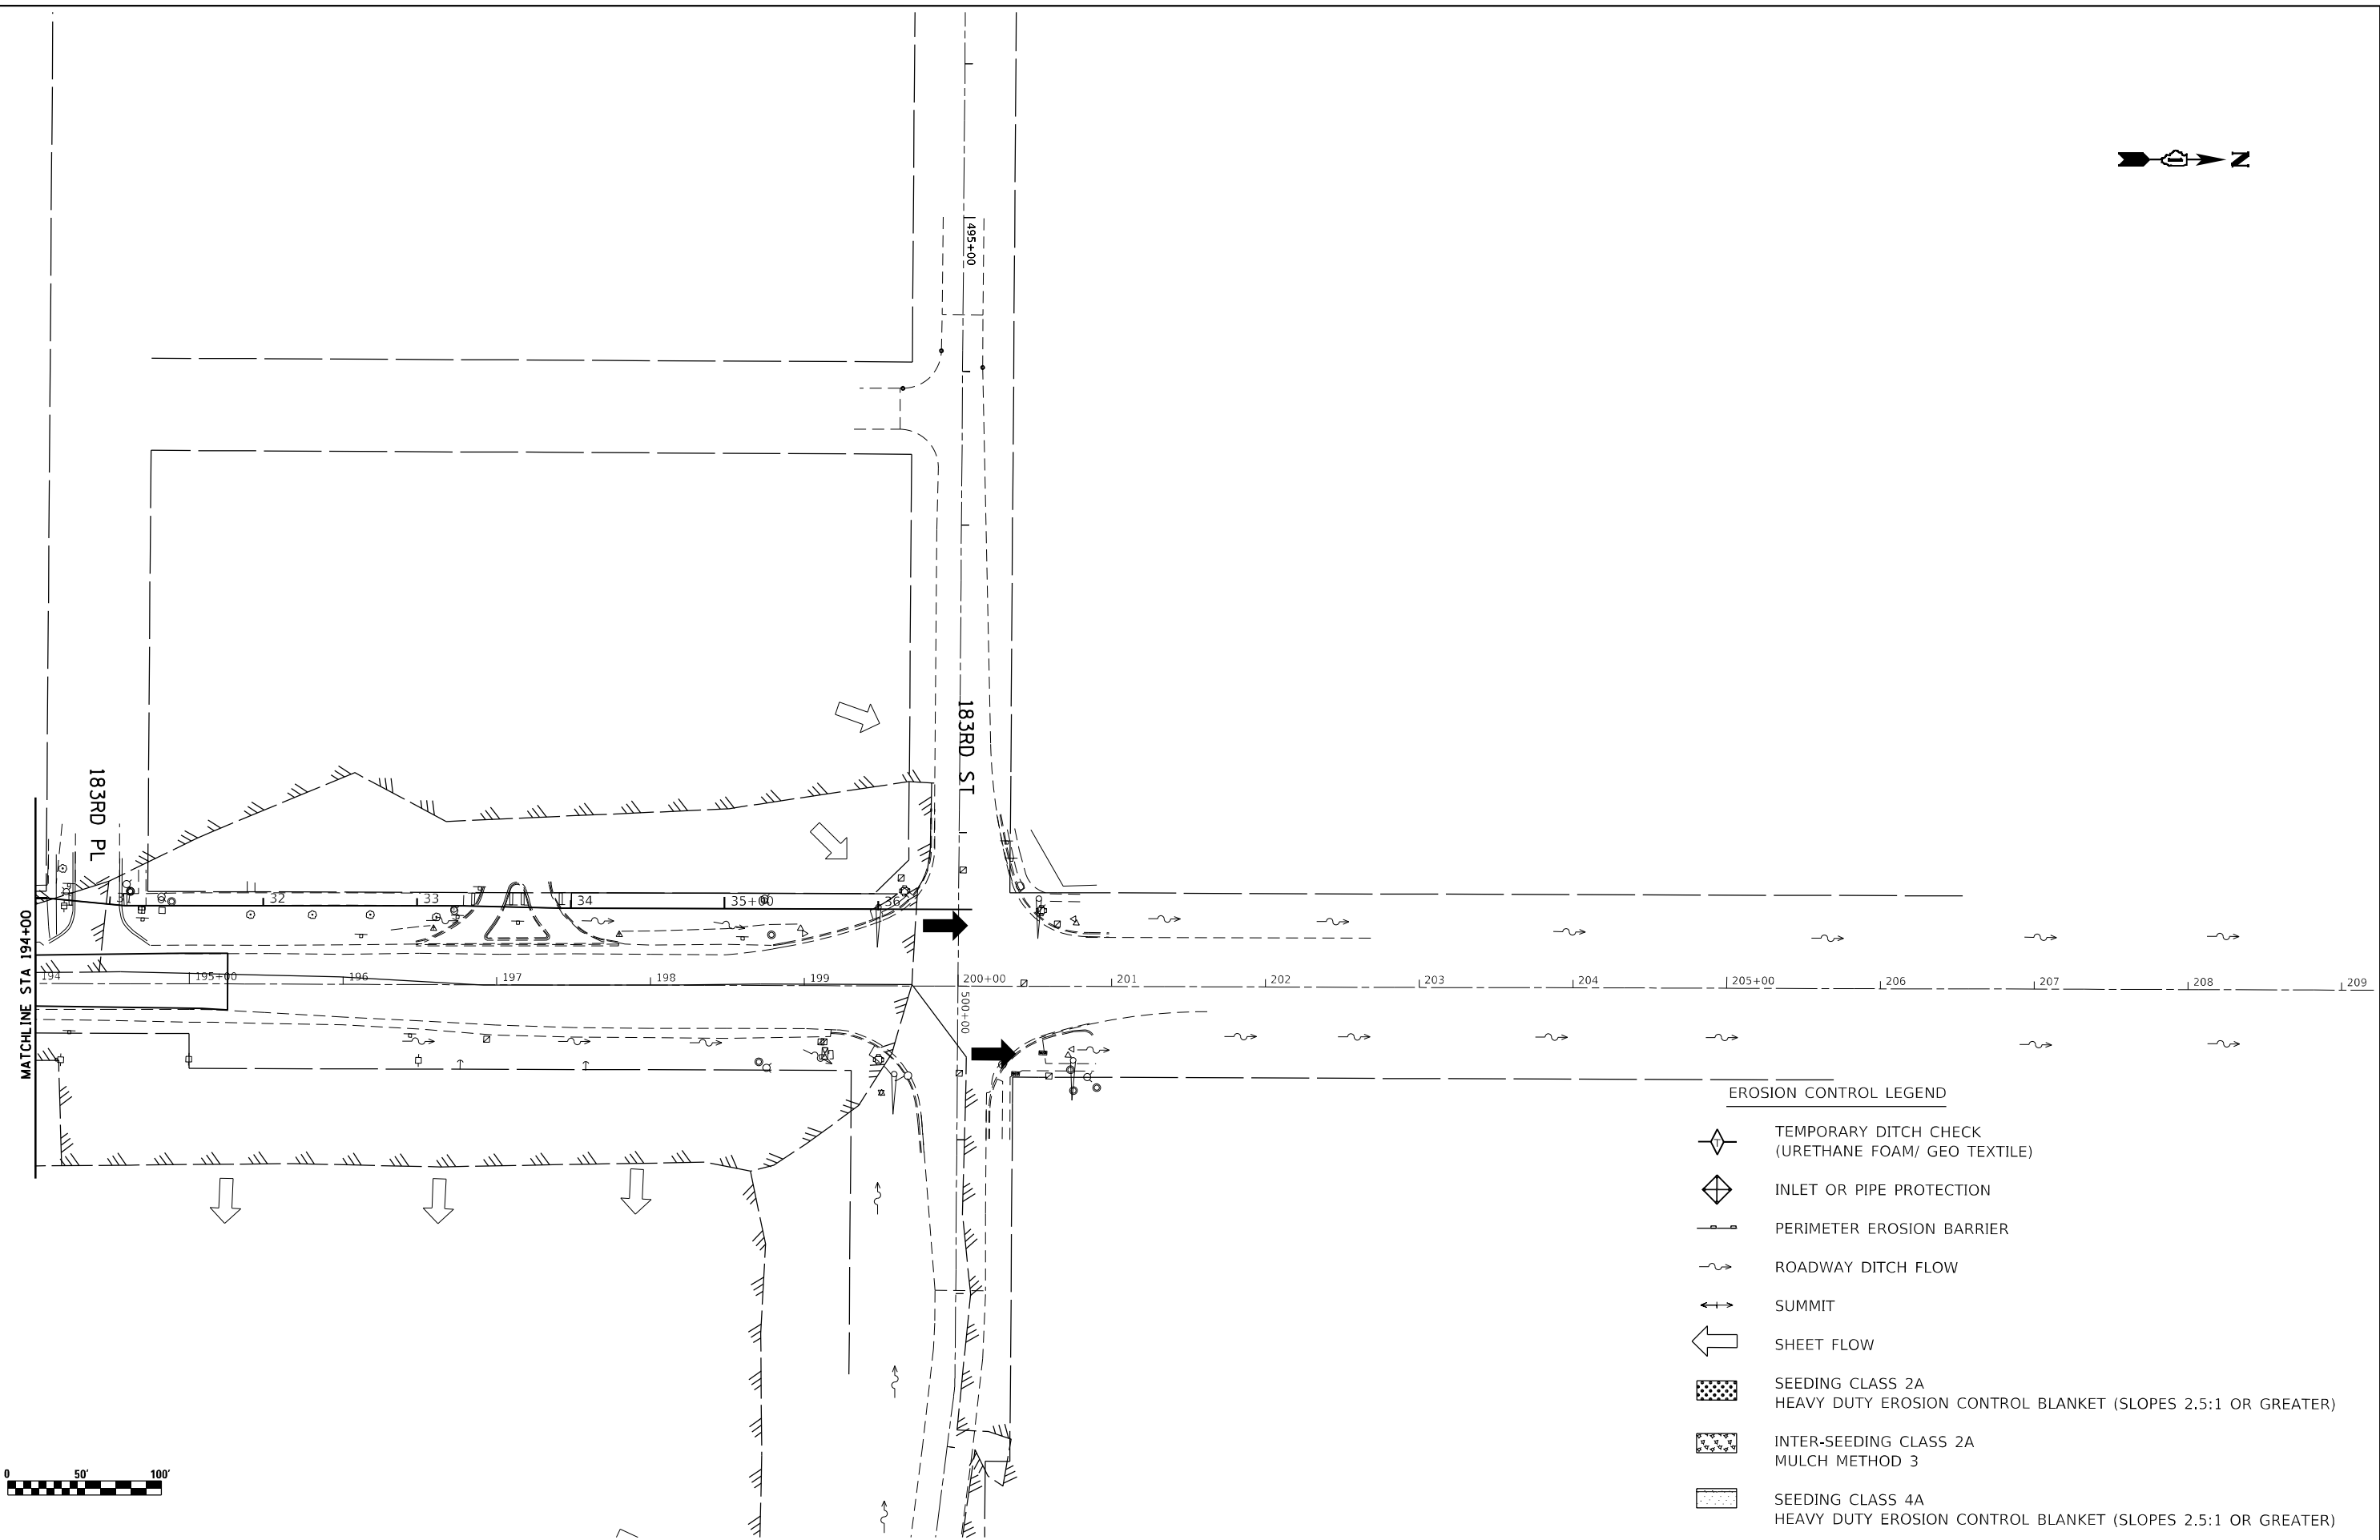 N
495+00
183RD ST
183RD PL
31
32
33
34
35+00
36
MATCHLINE STA 194+00
194
195+00
196
197
198
199
200+00
201
202
203
204
205+00
206
207
208
209
500+00
EROSION CONTROL LEGEND
T
TEMPORARY DITCH CHECK
(URETHANE FOAM/ GEO TEXTILE)
INLET OR PIPE PROTECTION
PERIMETER EROSION BARRIER
ROADWAY DITCH FLOW
SUMMIT
SHEET FLOW
SEEDING CLASS 2A
HEAVY DUTY EROSION CONTROL BLANKET (SLOPES 2.5:1 OR GREATER)
INTER-SEEDING CLASS 2A
MULCH METHOD 3
SEEDING CLASS 4A
HEAVY DUTY EROSION CONTROL BLANKET (SLOPES 2.5:1 OR GREATER)
0 50' 100'